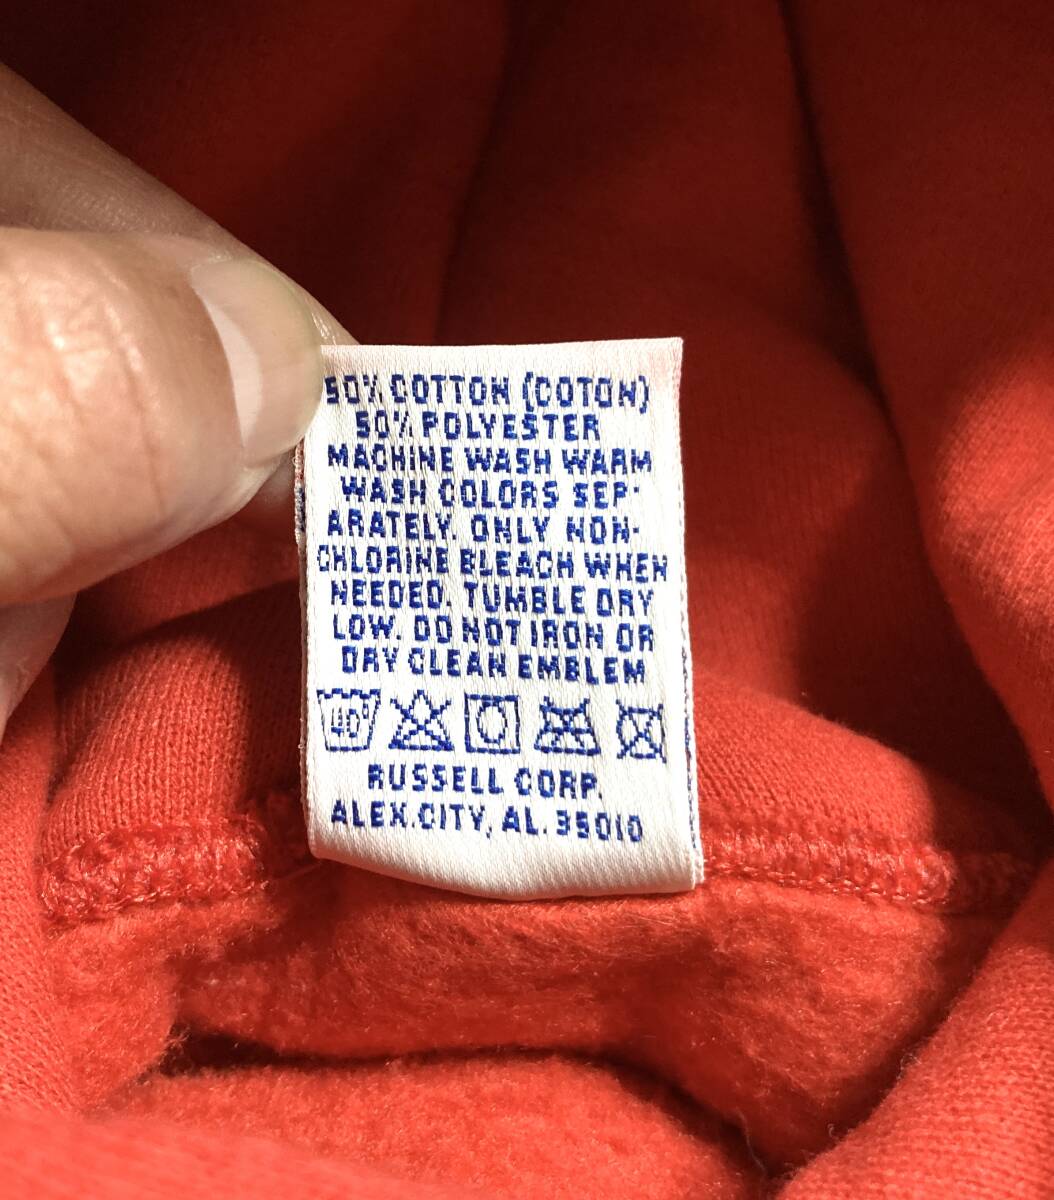 50% COTTON (COTON)
50% POLYESTER
MACHINE WASH WARM
WASH COLORS SEP-
ARATELY. ONLY NON-
CHLORINE BLEACH WHEN
NEEDED. TUMBLE DRY
LOW. DO NOT IRON OR
DRY CLEAN EMBLEM
40°
RUSSELL CORP.
ALEX.CITY, AL. 35010